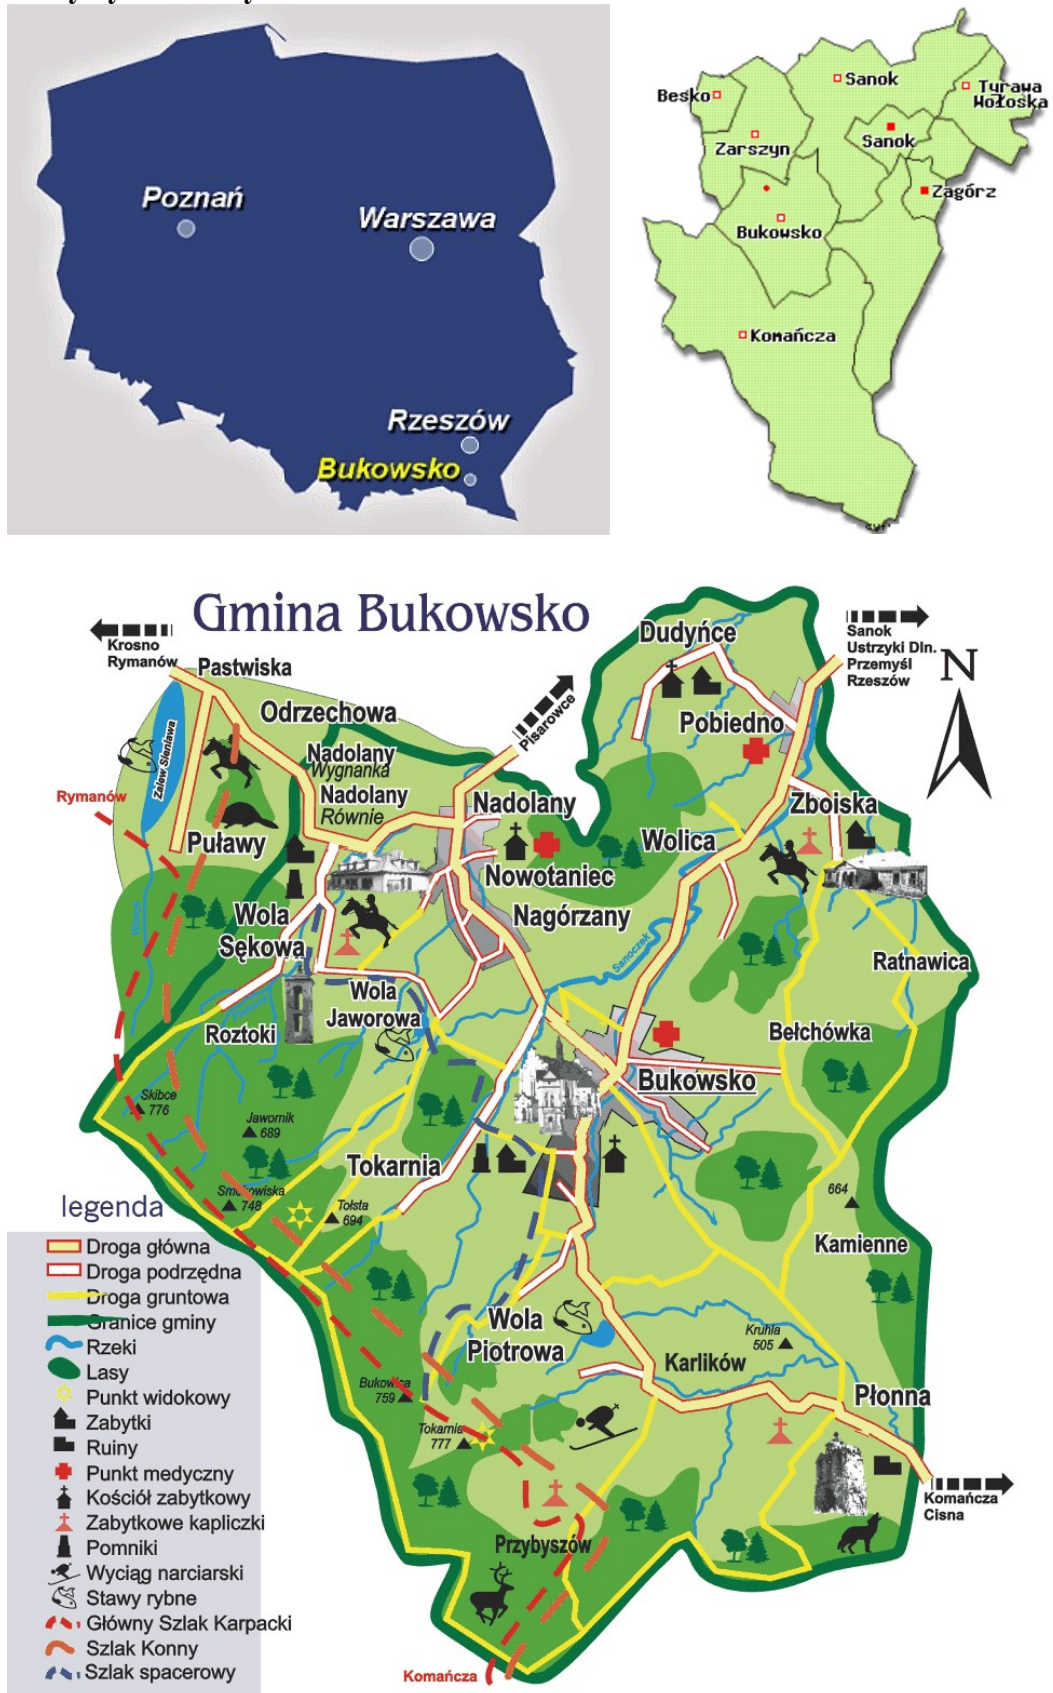 Poznań
Warszawa
Rzeszów
Bukowsko
Sanok
Besko
Tyrawa
Wołoska
Zarszyn
Sanok
Zagórz
Bukowsko
Komańcza
Gmina Bukowsko
Krosno
Rymanów
Pastwiska
Dudyńce
Sanok
Ustrzyki Dln.
Przemyśl
Rzeszów
N
Odrzechowa
Pisarowce
Pobiedno
Zalew Sieniawa
Nadolany
Wygnanka
Nadolany
Równie
Rymanów
Nadolany
Zboiska
Puławy
Wolica
Nowotaniec
Wola
Sękowa
Nagórzany
Sanoczek
Ratnawica
Wola
Jaworowa
Roztoki
Bełchówka
Bukowsko
Skibce
776
Jawornik
689
Tokarnia
Smokowiska
748
Tołsta
694
664
Kamienne
legenda
Droga główna
Droga podrzędna
Droga gruntowa
Granice gminy
Rzeki
Lasy
Punkt widokowy
Zabytki
Ruiny
Punkt medyczny
Kościół zabytkowy
Zabytkowe kapliczki
Pomniki
Wyciąg narciarski
Stawy rybne
Główny Szlak Karpacki
Szlak Konny
Szlak spacerowy
Wola
Piotrowa
Kruhla
505
Karlików
Bukowica
759
Płonna
Tokarnia
777
Komańcza
Cisna
Przybyszów
Komańcza